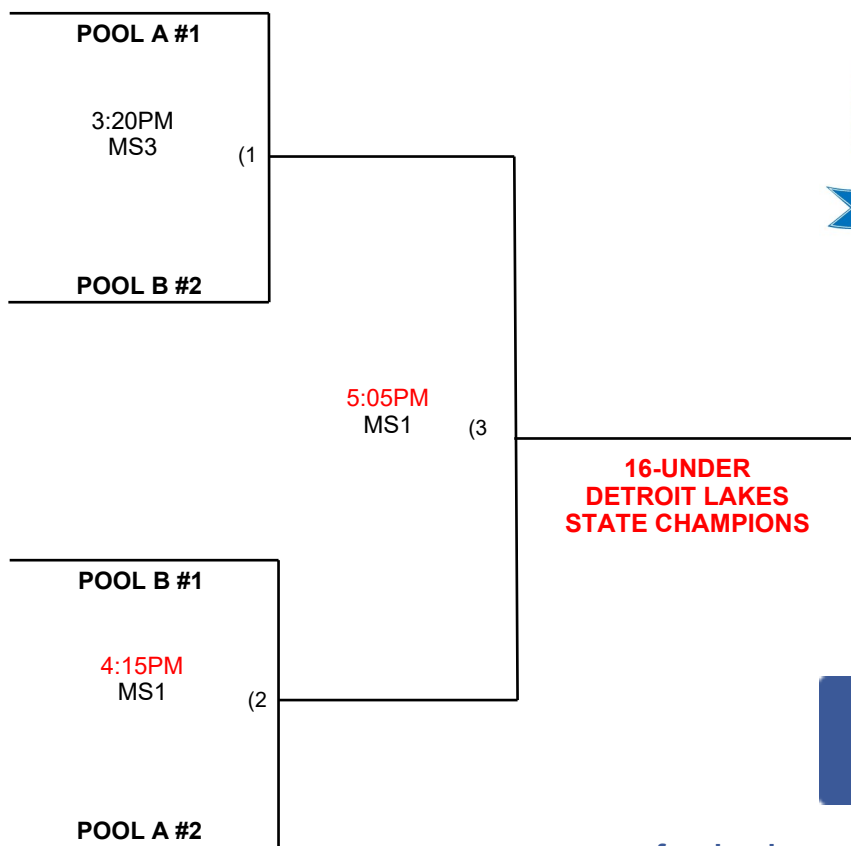 POOL A #1
3:20PM
MS3
(1
POOL B #2
5:05PM
MS1
(3
16-UNDER
DETROIT LAKES
STATE CHAMPIONS
POOL B #1
4:15PM
MS1
(2
POOL A #2